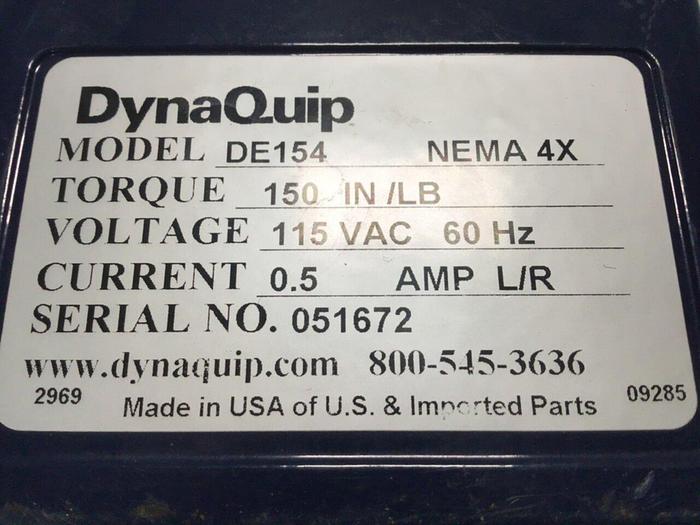 DynaQuip
MODEL DE154 NEMA 4X
TORQUE 150 IN /LB
VOLTAGE 115 VAC 60 Hz
CURRENT 0.5 AMP L/R
SERIAL NO. 051672
www.dynaquip.com 800-545-3636
2969 Made in USA of U.S. & Imported Parts 09285